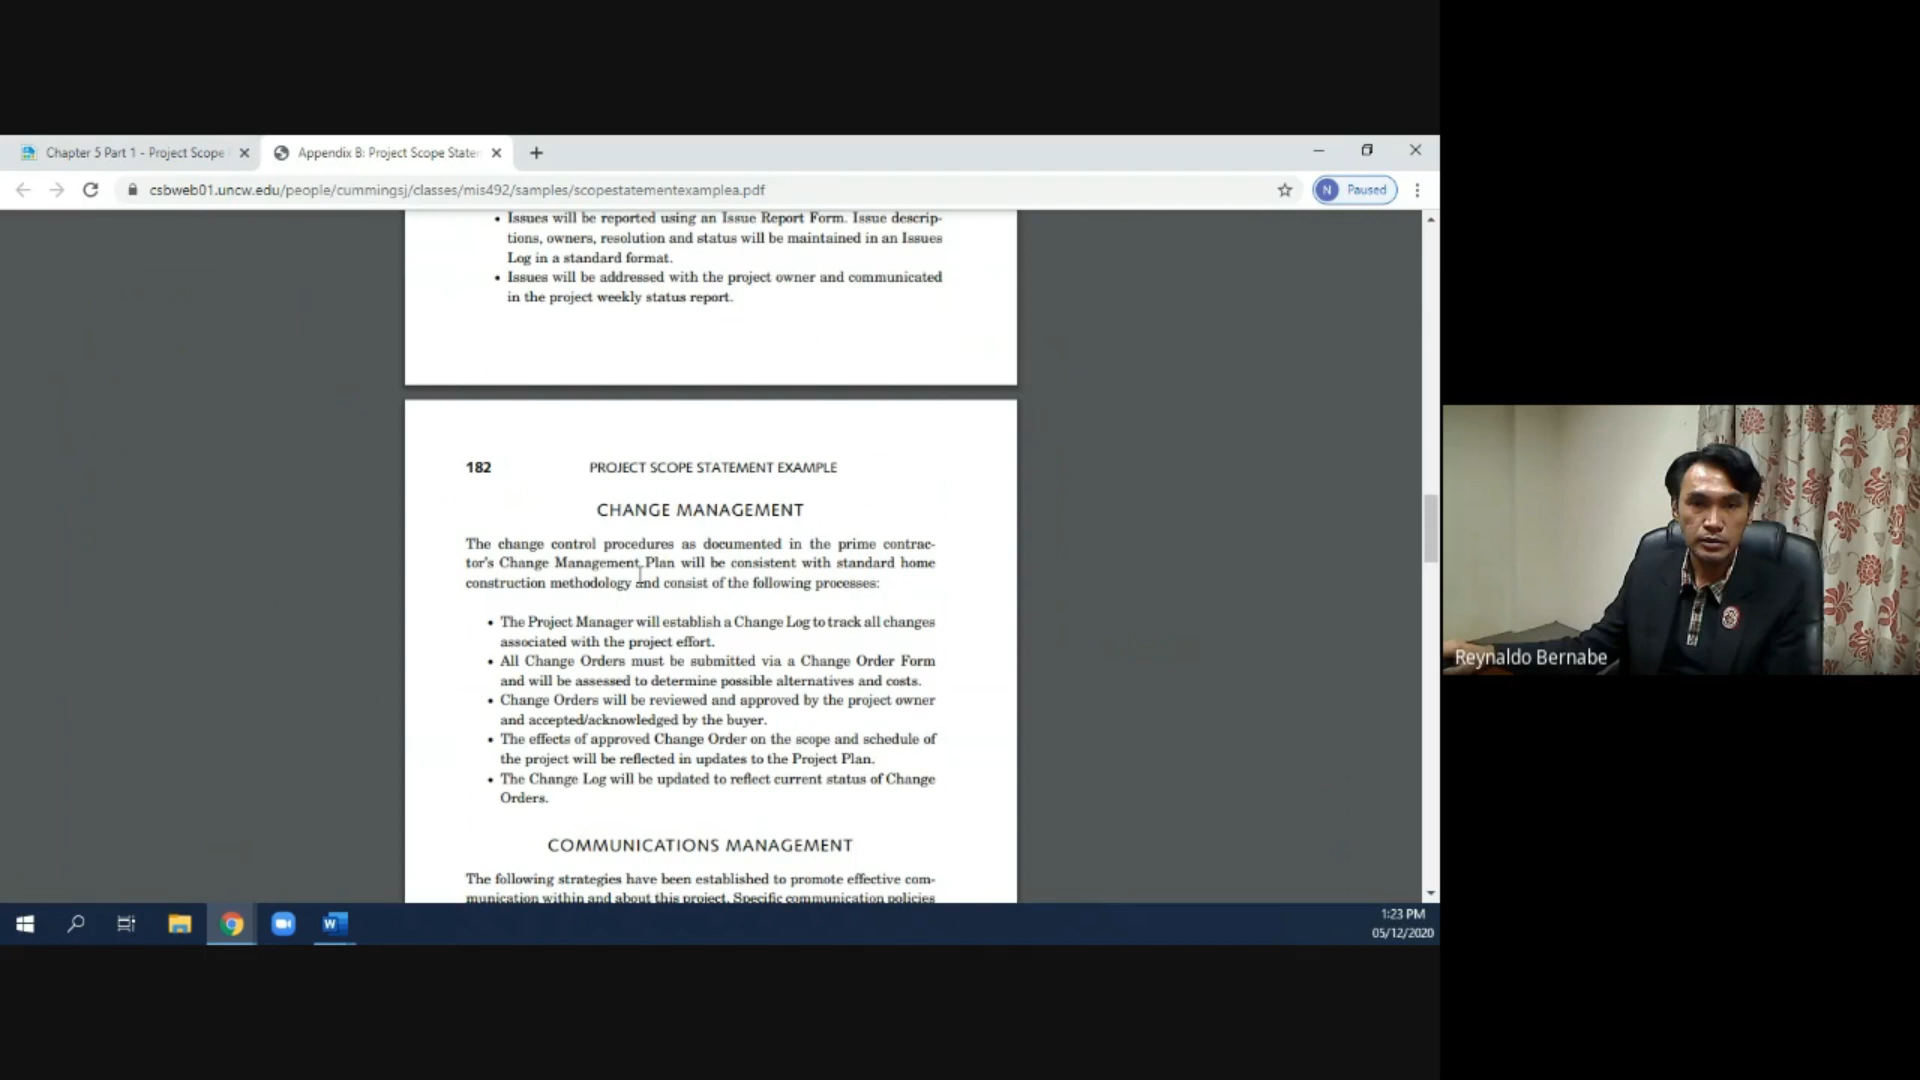 Chapter 5 Part 1 - Project Scope
Appendix B: Project Scope Stater
csbweb01.uncw.edu/people/cummingsj/classes/mis492/samples/scopestatementexamplea.pdf
N Paused
• Issues will be reported using an Issue Report Form. Issue descrip-
tions, owners, resolution and status will be maintained in an Issues
Log in a standard format.
• Issues will be addressed with the project owner and communicated
in the project weekly status report.
182 PROJECT SCOPE STATEMENT EXAMPLE
CHANGE MANAGEMENT
The change control procedures as documented in the prime contrac-
tor's Change Management Plan will be consistent with standard home
construction methodology and consist of the following processes:
• The Project Manager will establish a Change Log to track all changes
associated with the project effort.
• All Change Orders must be submitted via a Change Order Form
and will be assessed to determine possible alternatives and costs.
• Change Orders will be reviewed and approved by the project owner
and accepted/acknowledged by the buyer.
• The effects of approved Change Order on the scope and schedule of
the project will be reflected in updates to the Project Plan.
• The Change Log will be updated to reflect current status of Change
Orders.
COMMUNICATIONS MANAGEMENT
The following strategies have been established to promote effective com-
munication within and about this project. Specific communication policies
W
1:23 PM
05/12/2020
Reynaldo Bernabe